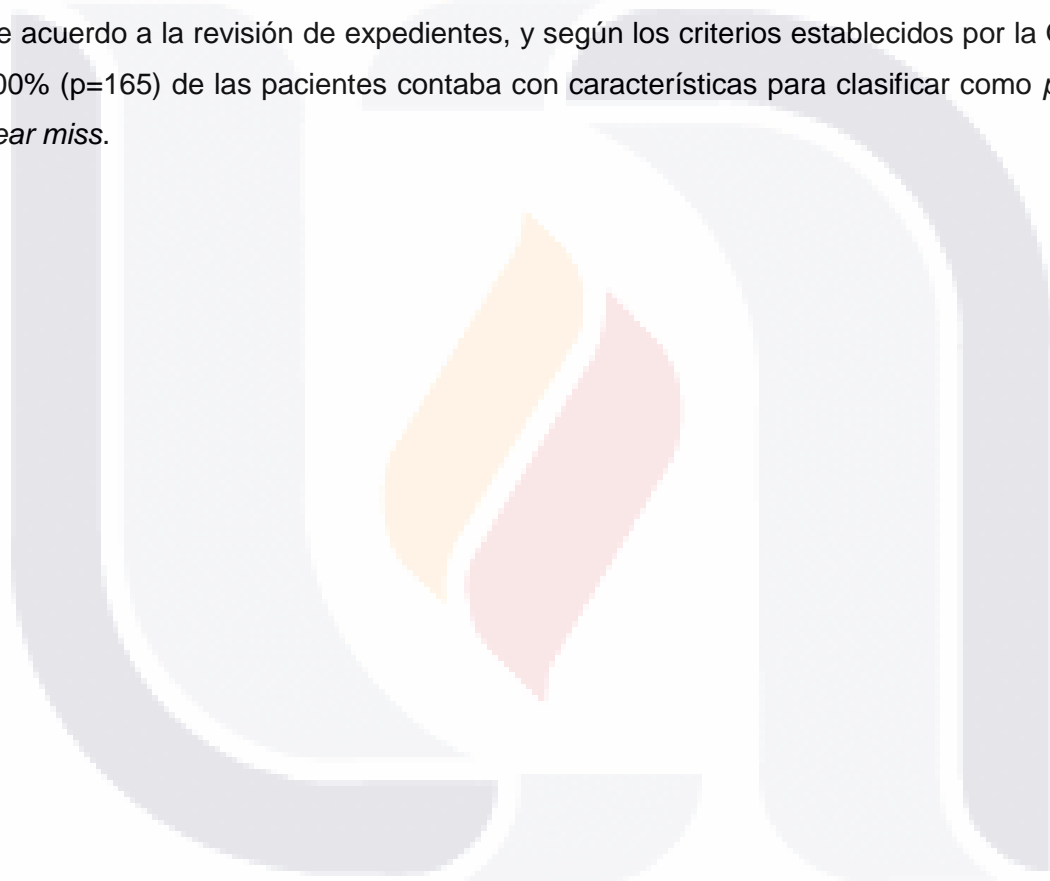 e acuerdo a la revisión de expedientes, y según los criterios establecidos por la
00% (p=165) de las pacientes contaba con características para clasificar como
ear miss.